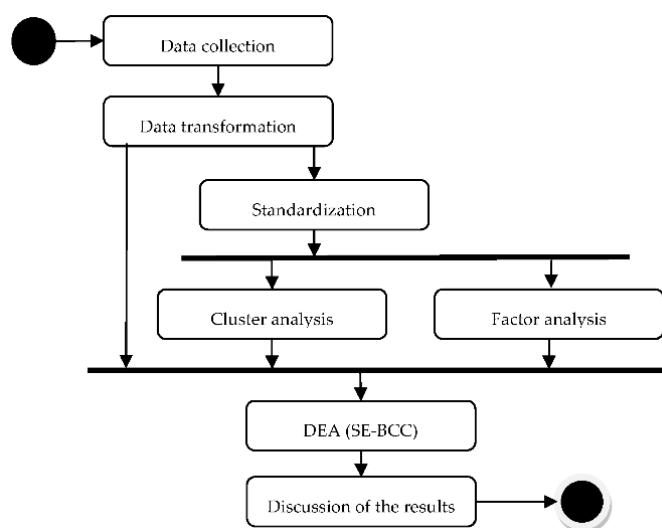 Data collection
Data transformation
Standardization
Cluster analysis
Factor analysis
DEA (SE-BCC)
Discussion of the results